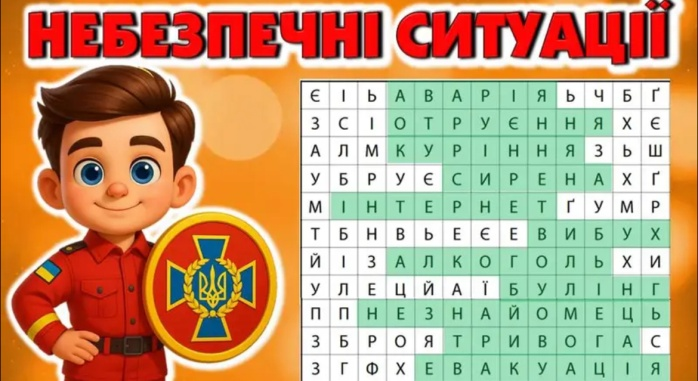 НЕБЕЗПЕЧНІ СИТУАЦІЇ
Є І Ь А В А Р І Я Ь Ч Б Ґ
З С І О Т Р У Є Н Н Я Х Є
А Л М К У Р І Н Н Я З Ь Ш
У Б Р У Є С И Р Е Н А Х Ґ
М І Н Т Е Р Н Е Т Ґ У М Р
Т Б Н В Ь Е Є Е В И Б У Х
Й І З А Л К О Г О Л Ь Х И
У Л Е Ц Й А Ї Б У Л І Н Г
П П Н Е З Н А Й О М Е Ц Ь
З Б Р О Я Т Р И В О Г А С
З Г Ф Х Е В А К У А Ц І Я